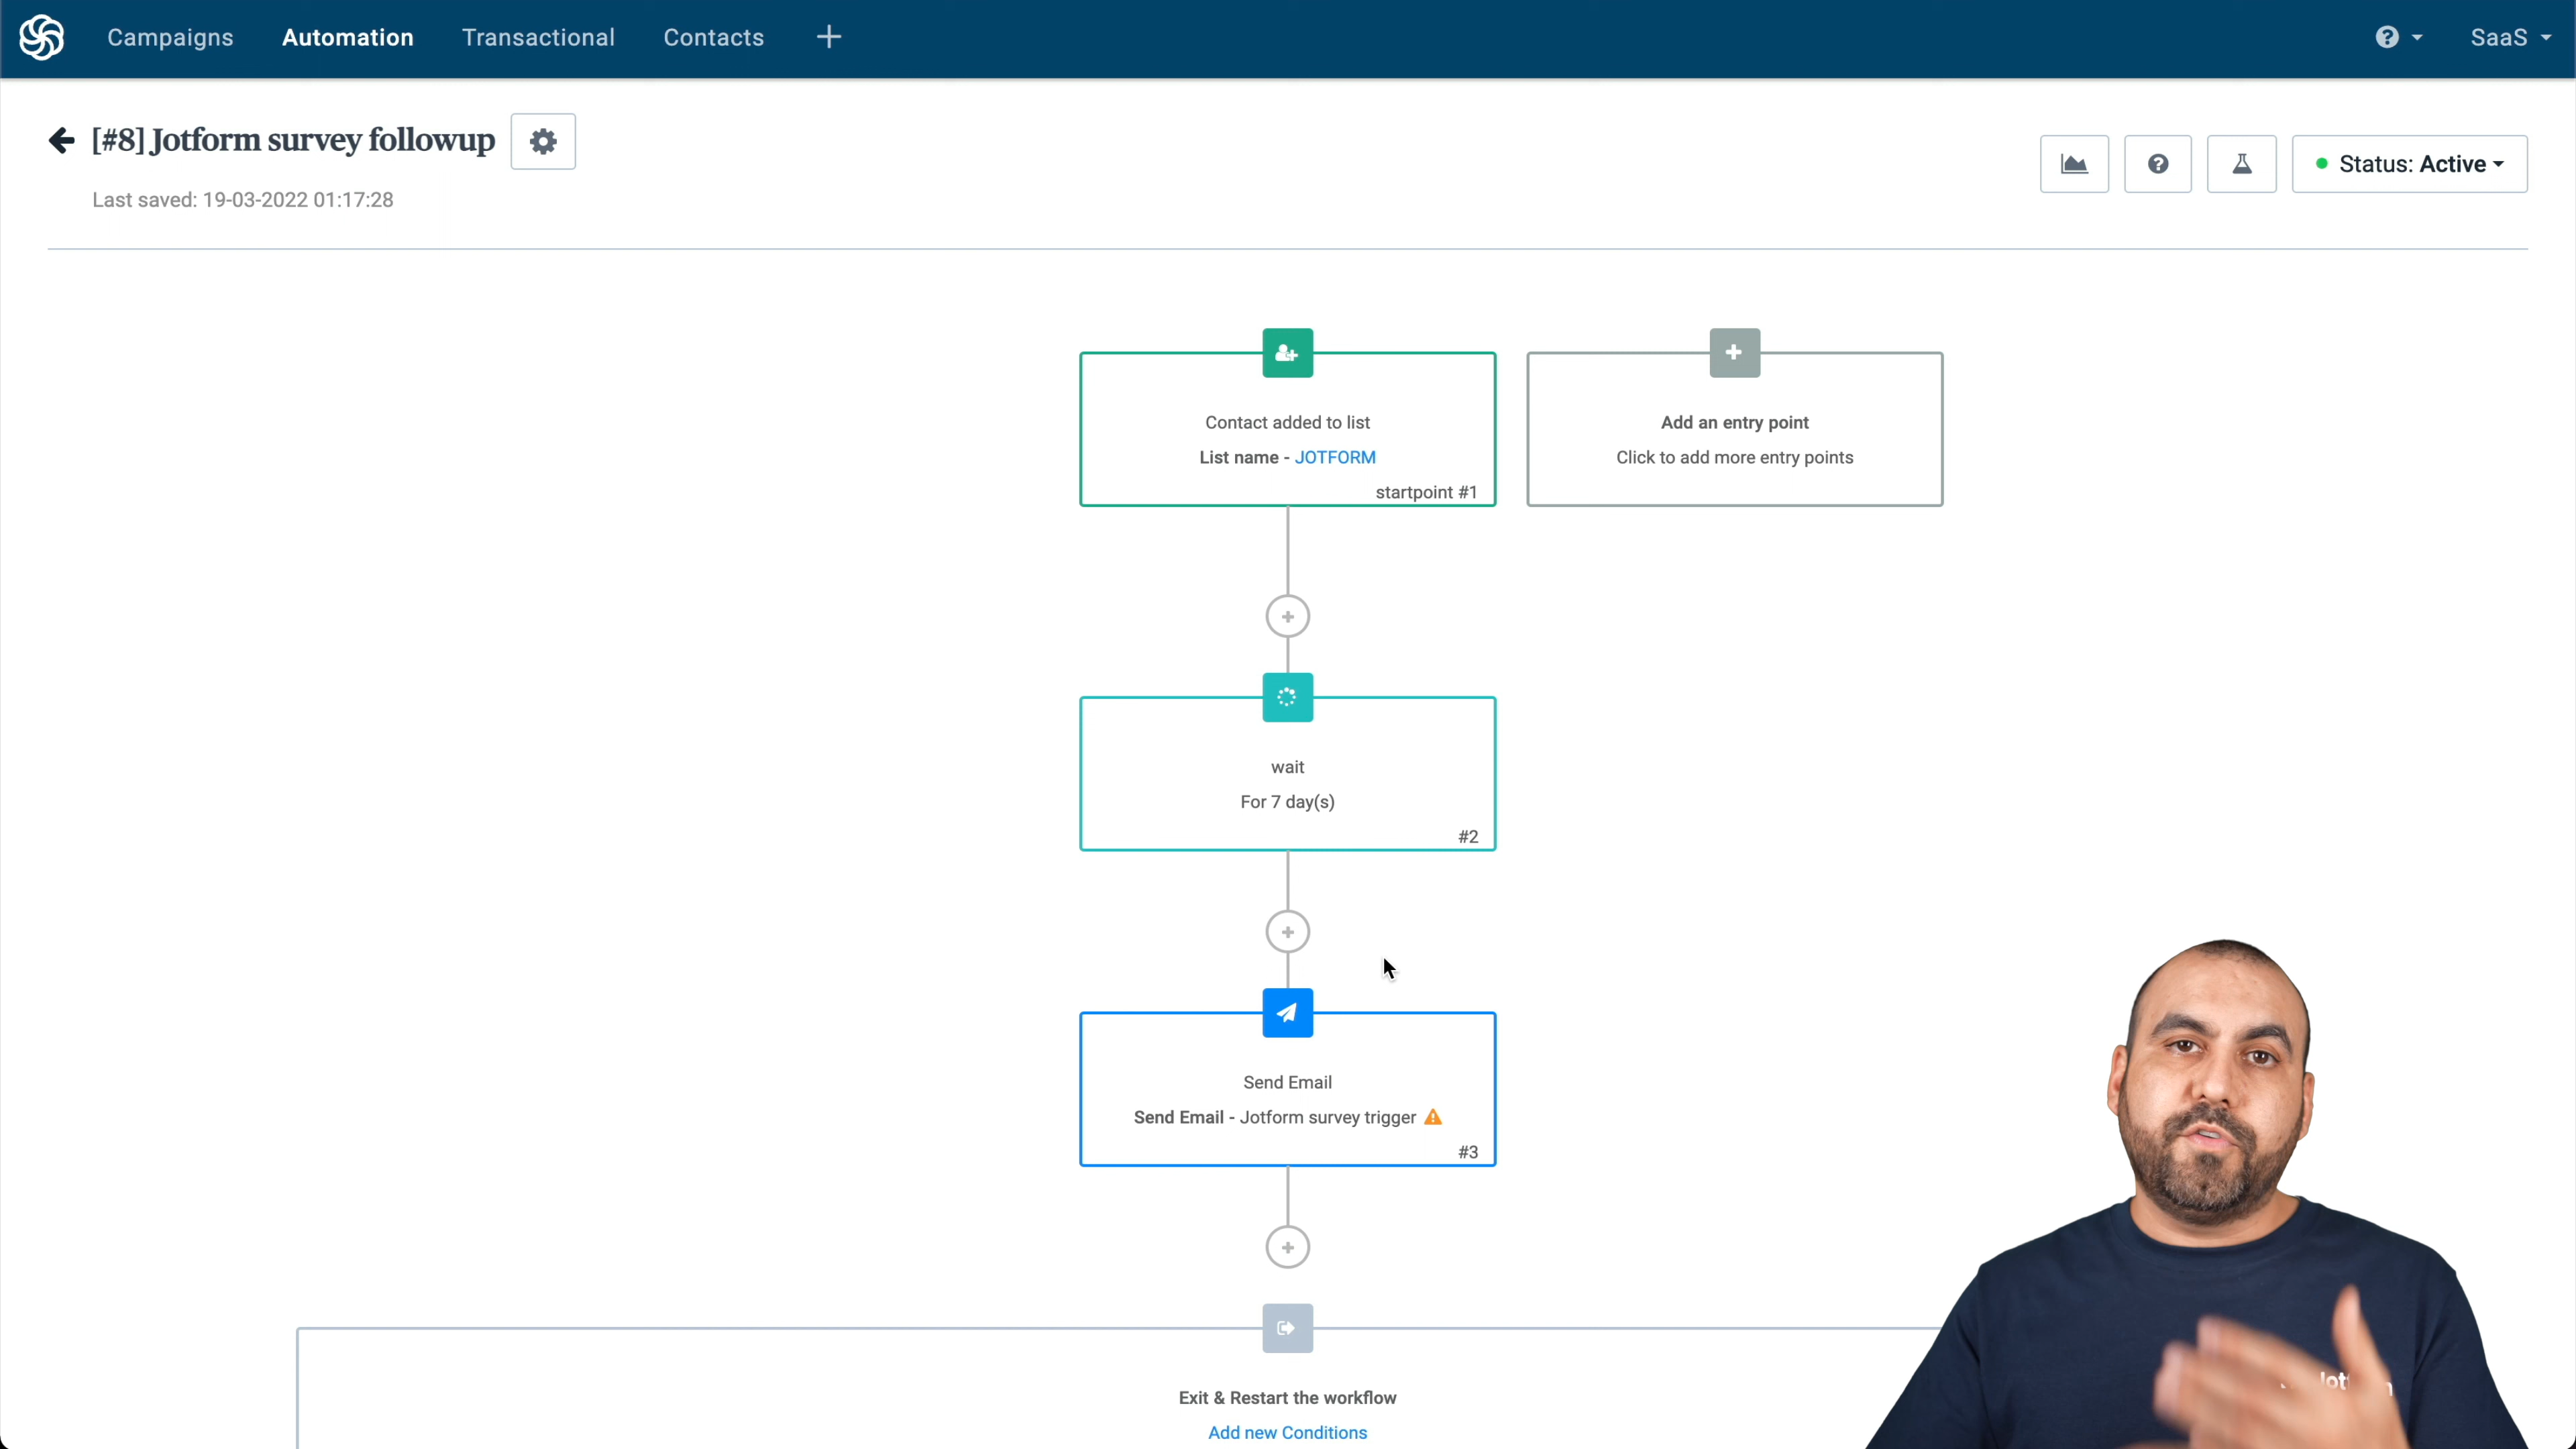 Campaigns
Automation
Transactional
Contacts
SaaS
[#8] Jotform survey followup
Last saved: 19-03-2022 01:17:28
Status: Active
Contact added to list
List name - JOTFORM
startpoint #1
Add an entry point
Click to add more entry points
wait
For 7 day(s)
#2
Send Email
Send Email - Jotform survey trigger
#3
Exit & Restart the workflow
Add new Conditions